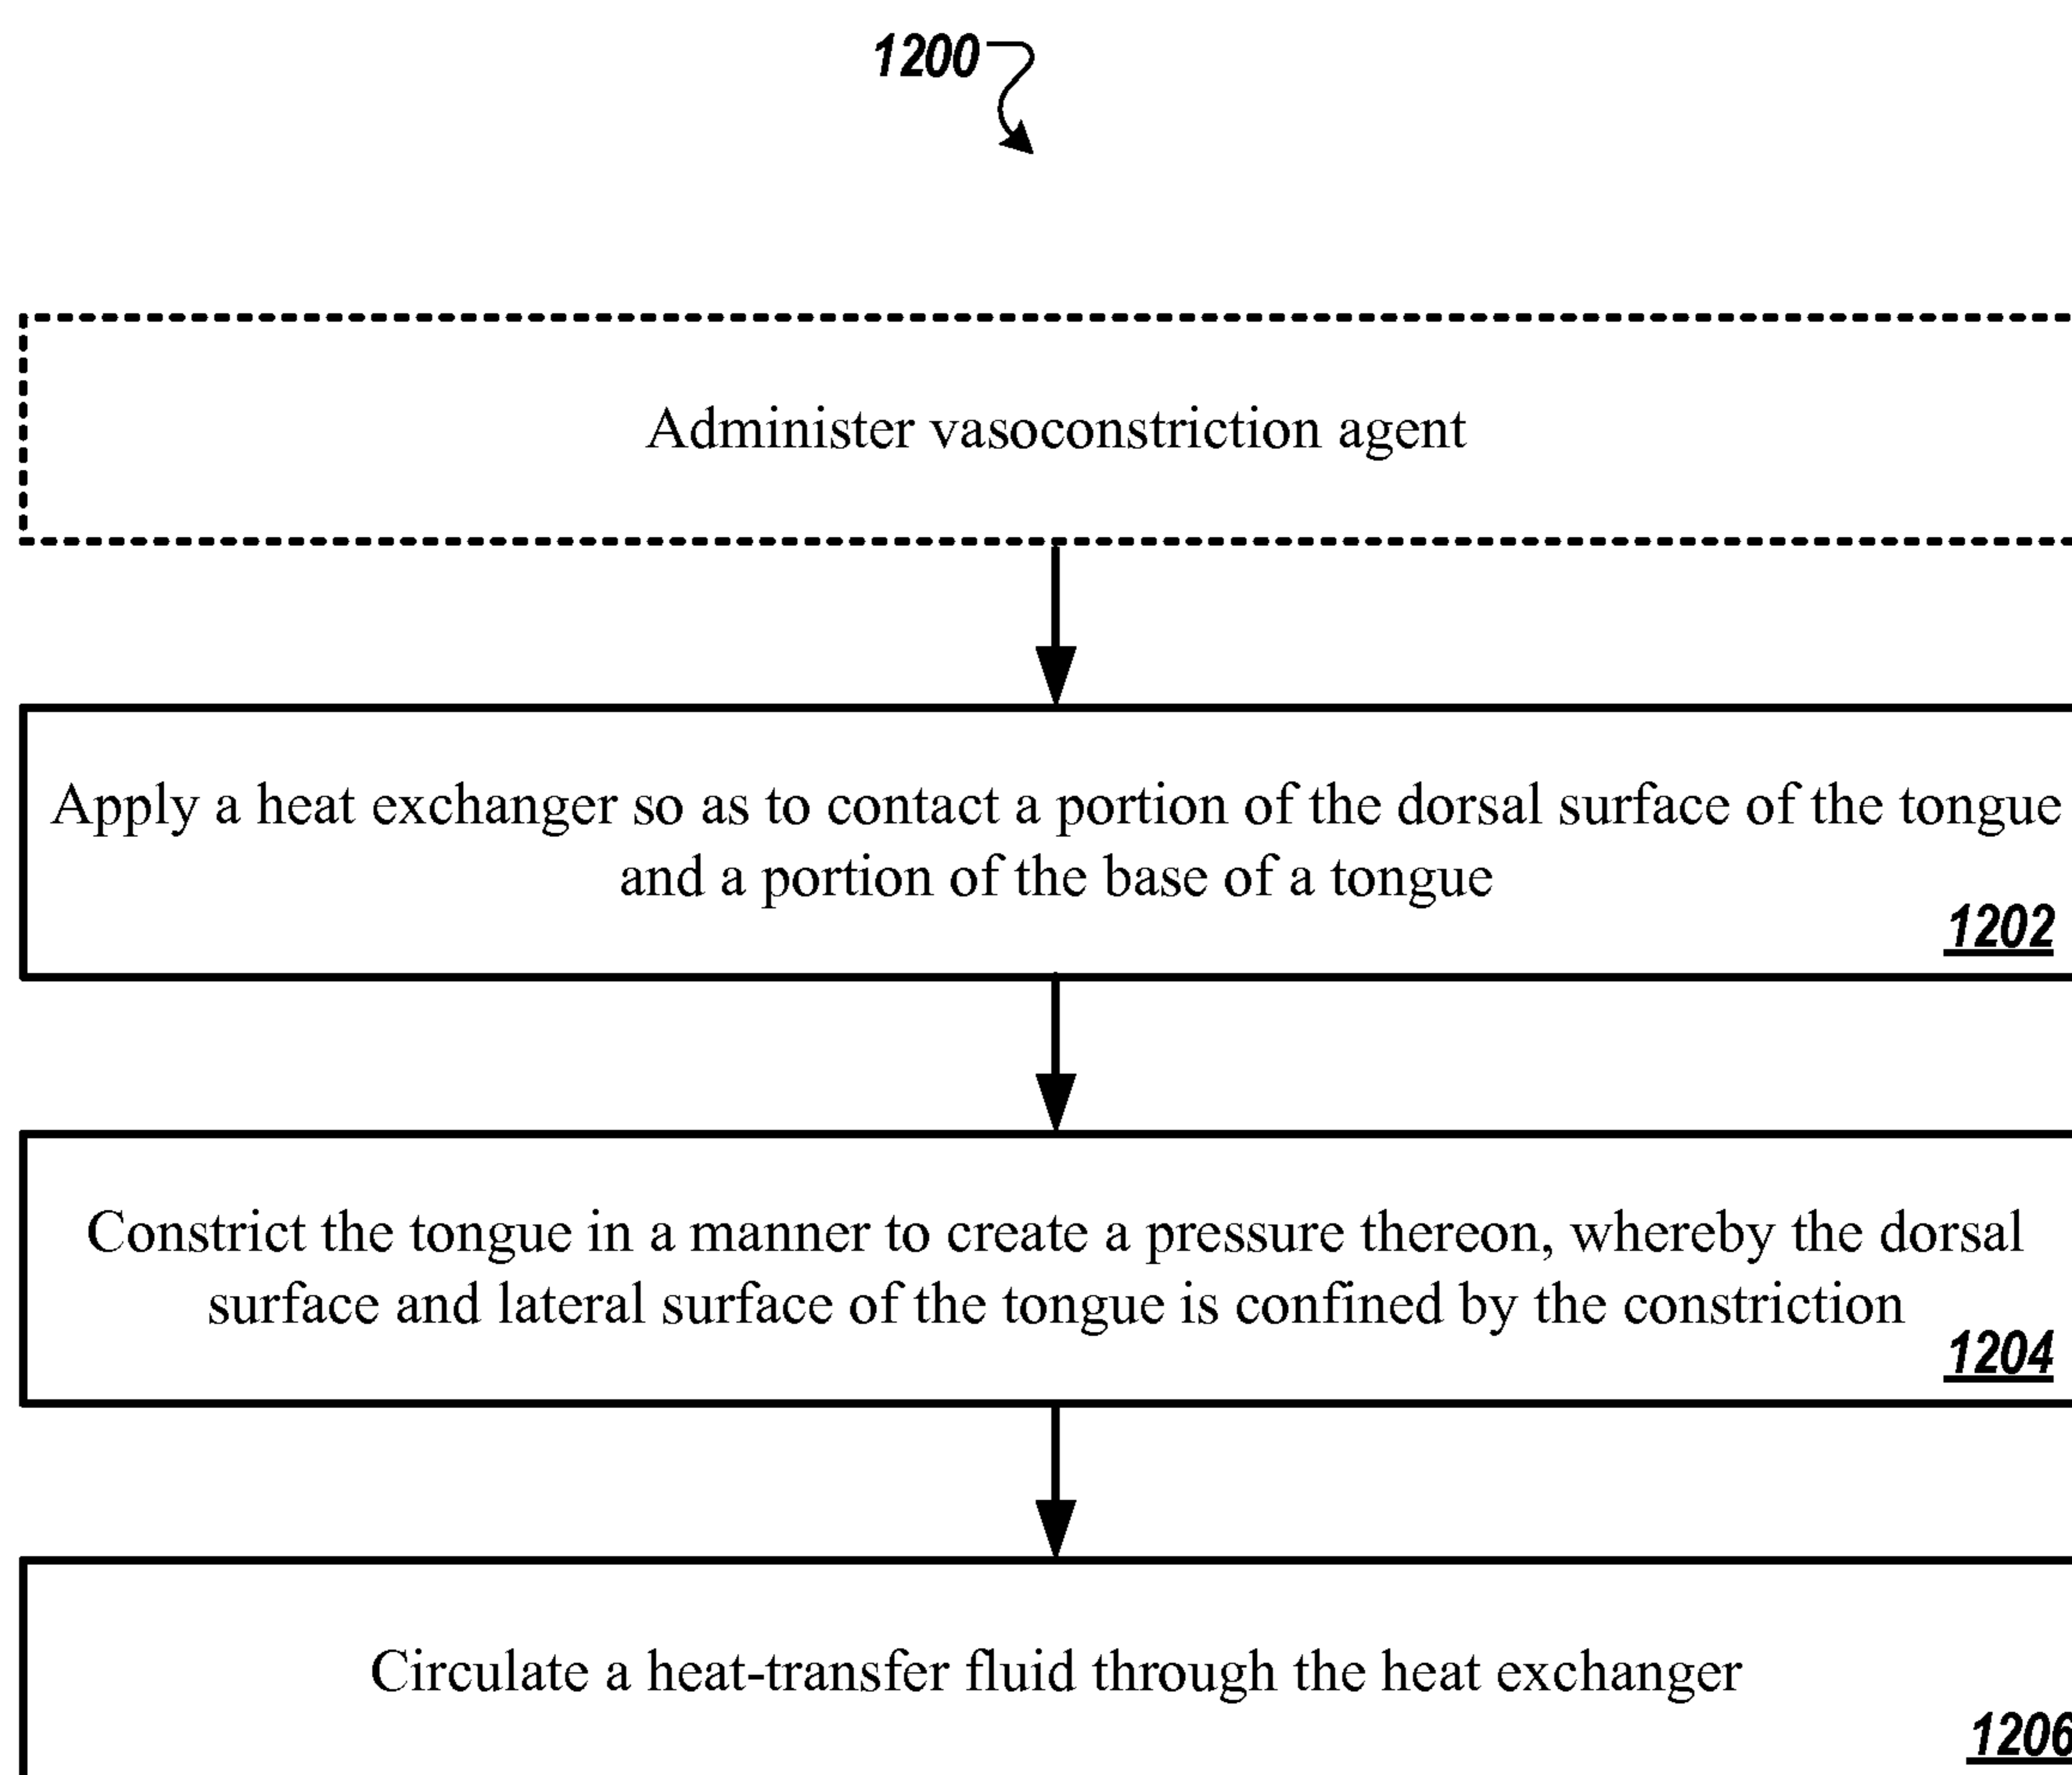 1200
Administer vasoconstriction agent
Apply a heat exchanger so as to contact a portion of the dorsal surface of the tongue
and a portion of the base of a tongue
1202
Constrict the tongue in a manner to create a pressure thereon, whereby the dorsal
surface and lateral surface of the tongue is confined by the constriction
1204
Circulate a heat-transfer fluid through the heat exchanger
1206